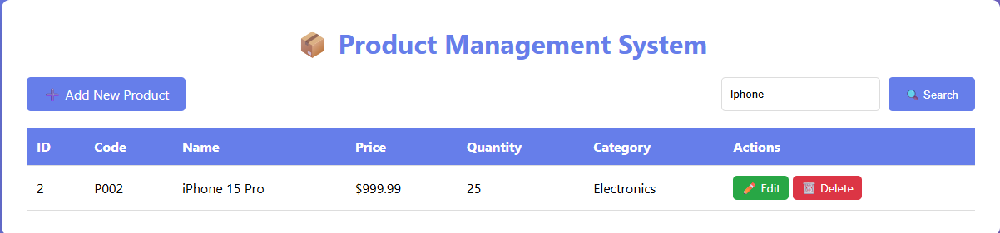 Product Management System
Add New Product
Iphone
Search
ID Code Name Price Quantity Category Actions
2 P002 iPhone 15 Pro $999.99 25 Electronics Edit Delete